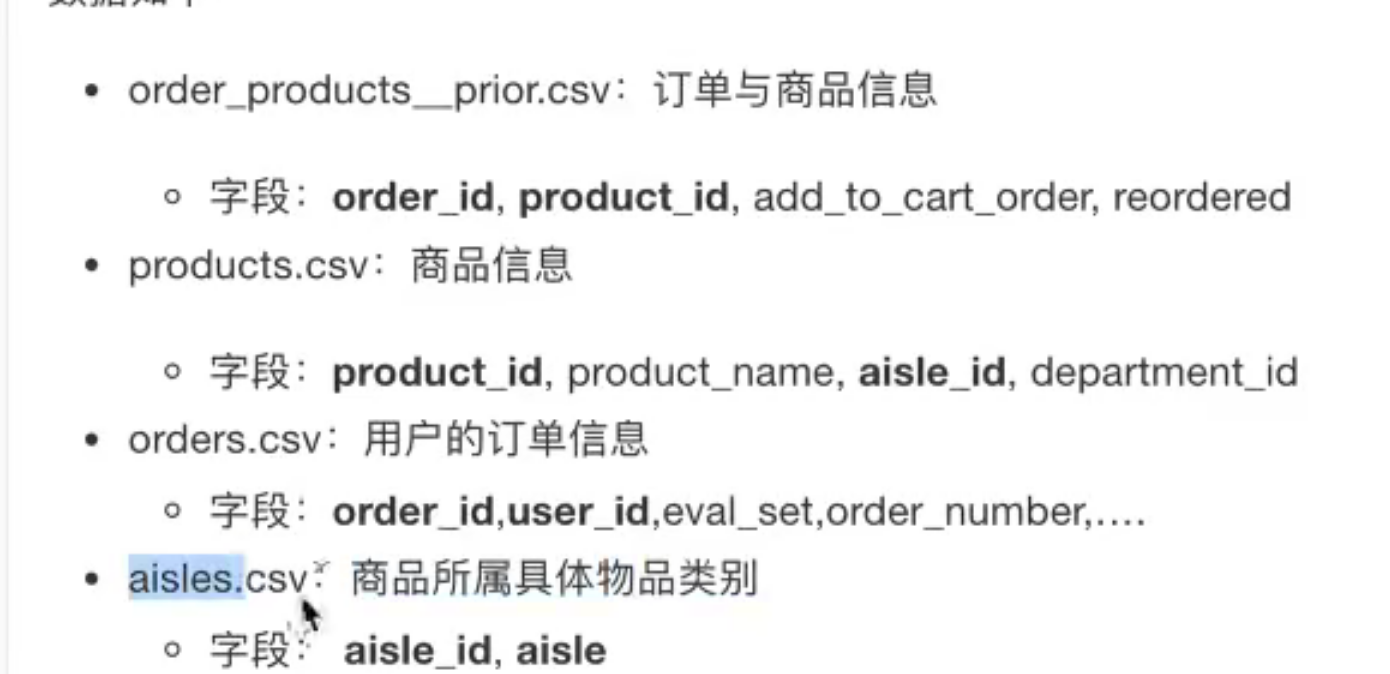 order_products__prior.csv：订单与商品信息
字段：order_id, product_id, add_to_cart_order, reordered
products.csv：商品信息
字段：product_id, product_name, aisle_id, department_id
orders.csv：用户的订单信息
字段：order_id,user_id,eval_set,order_number,….
aisles.csv：商品所属具体物品类别
字段：aisle_id, aisle